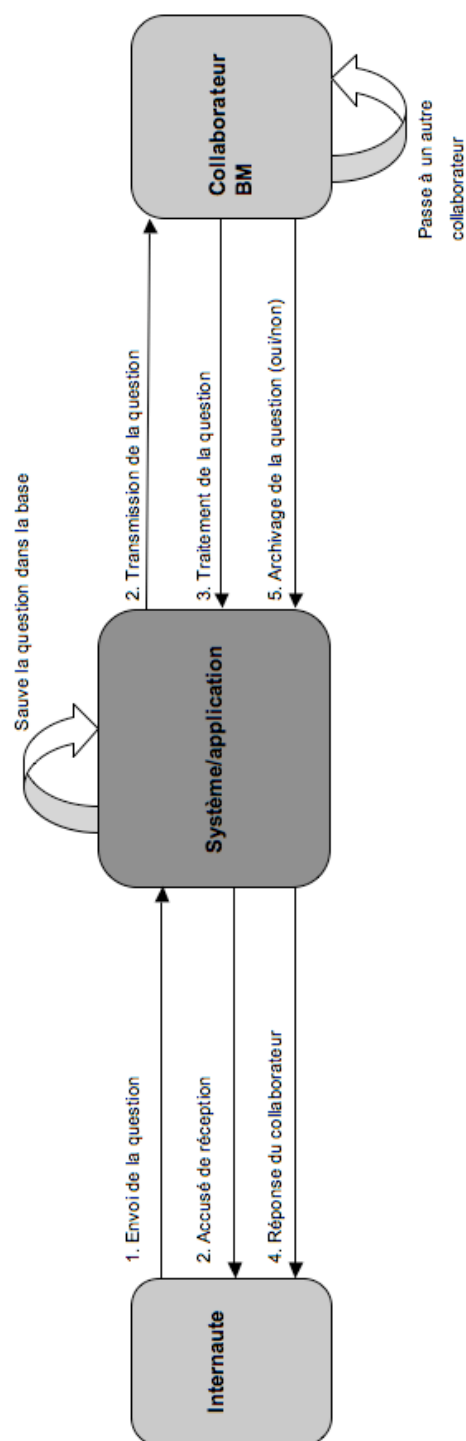 Sauve la question dans la base
1. Envoi de la question
2. Transmission de la question
Internaute
2. Accusé de réception
Système/application
3. Traitement de la question
Collaborateur
BM
4. Réponse du collaborateur
5. Archivage de la question (oui/non)
Passe à un autre
collaborateur